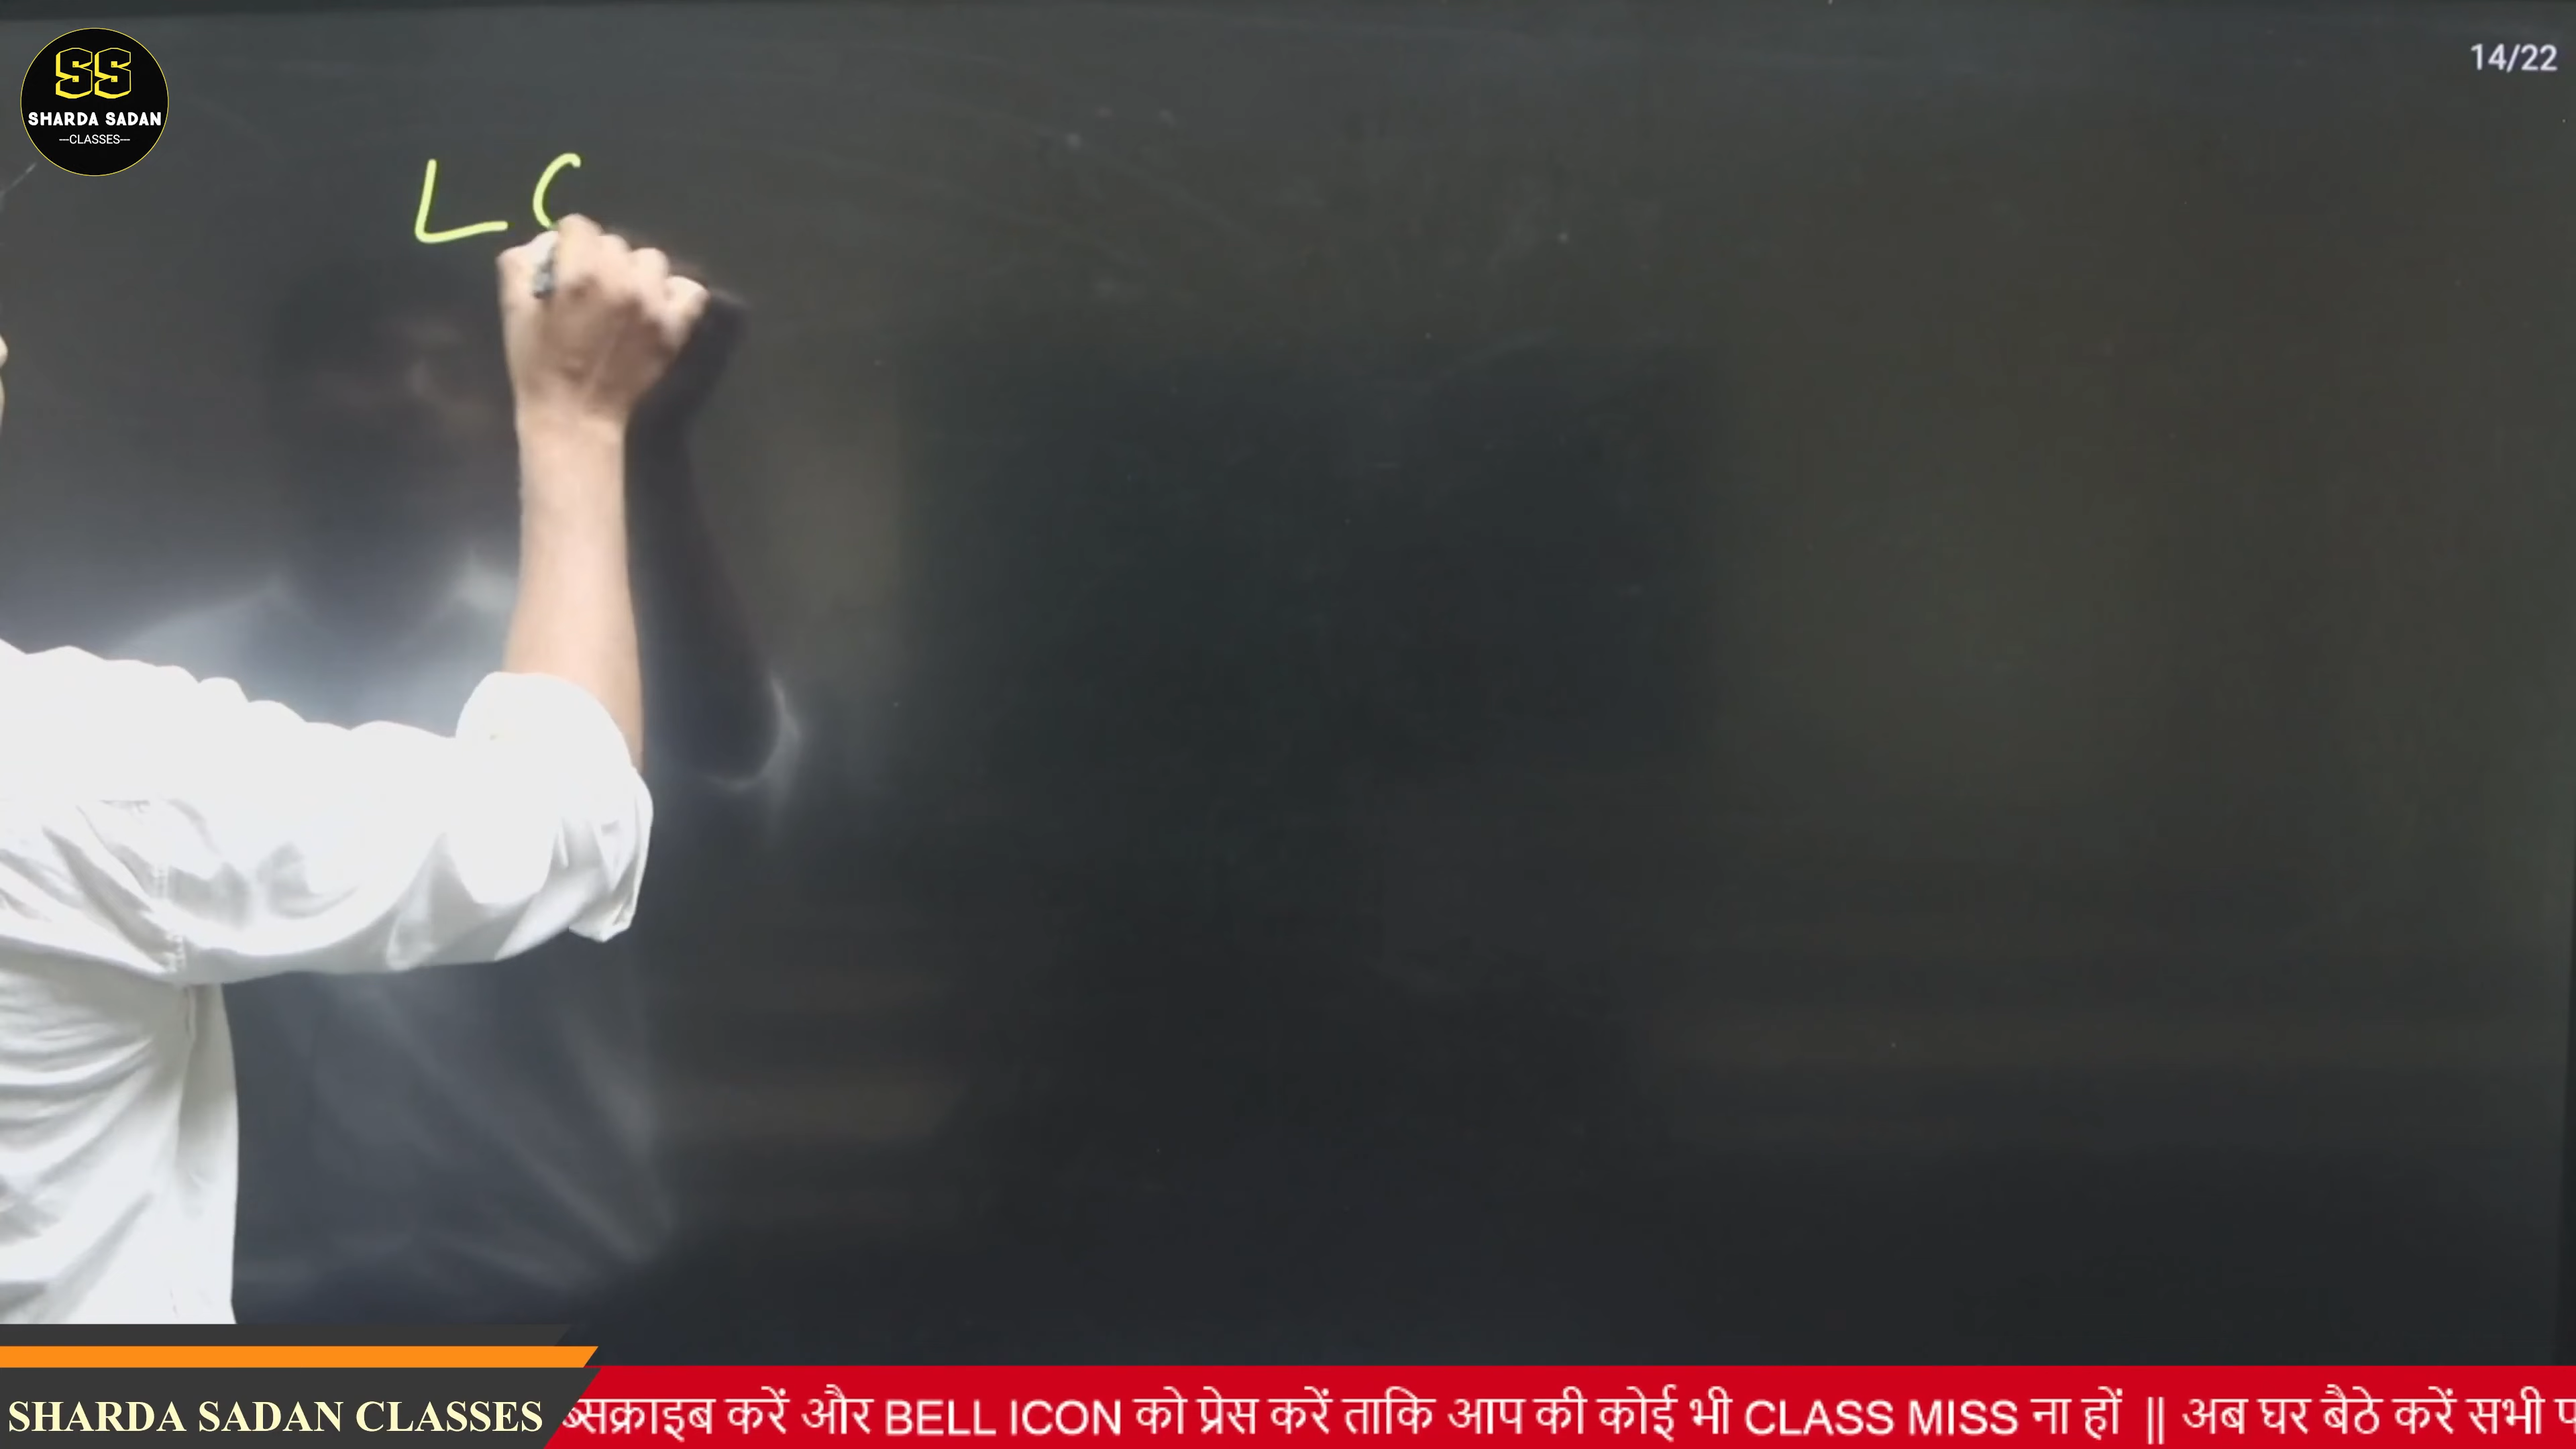 SS
SHARDA SADAN
—CLASSES—
14/22
L C
SHARDA SADAN CLASSES
ब्सक्राइब करें और BELL ICON को प्रेस करें ताकि आप की कोई भी CLASS MISS ना हों || अब घर बैठे करें सभी